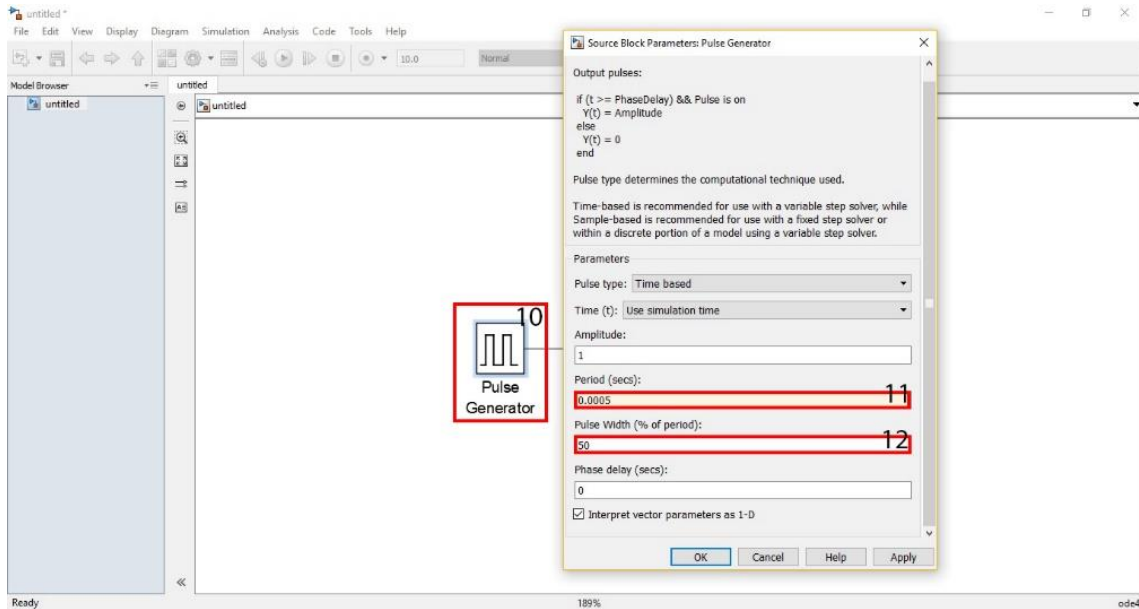 untitled *
File Edit View Display Diagram Simulation Analysis Code Tools Help
10.0
Normal
Model Browser
untitled
untitled
untitled
10
Pulse
Generator
Source Block Parameters: Pulse Generator
Output pulses:
if (t >= PhaseDelay) && Pulse is on
Y(t) = Amplitude
else
Y(t) = 0
end
Pulse type determines the computational technique used.
Time-based is recommended for use with a variable step solver, while
Sample-based is recommended for use with a fixed step solver or
within a discrete portion of a model using a variable step solver.
Parameters
Pulse type: Time based
Time (t): Use simulation time
Amplitude:
1
Period (secs):
11
0.0005
Pulse Width (% of period):
12
50
Phase delay (secs):
0
Interpret vector parameters as 1-D
OK Cancel Help Apply
Ready 189% ode4